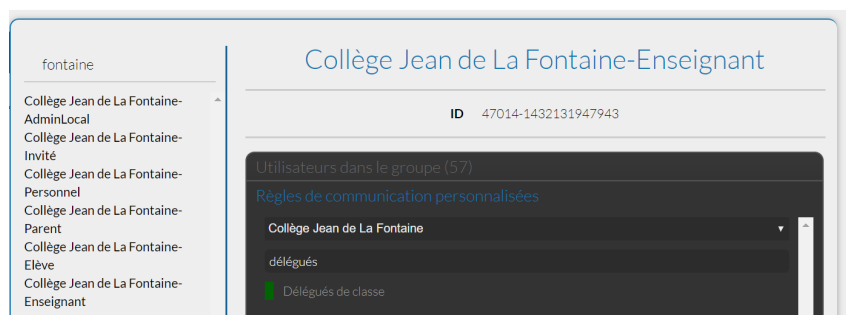 fontaine
Collège Jean de La Fontaine-
AdminLocal
Collège Jean de La Fontaine-
Invité
Collège Jean de La Fontaine-
Personnel
Collège Jean de La Fontaine-
Parent
Collège Jean de La Fontaine-
Elève
Collège Jean de La Fontaine-
Enseignant
Collège Jean de La Fontaine-Enseignant
ID 47014-1432131947943
Utilisateurs dans le groupe (57)
Règles de communication personnalisées
Collège Jean de La Fontaine
délégués
Délégués de classe